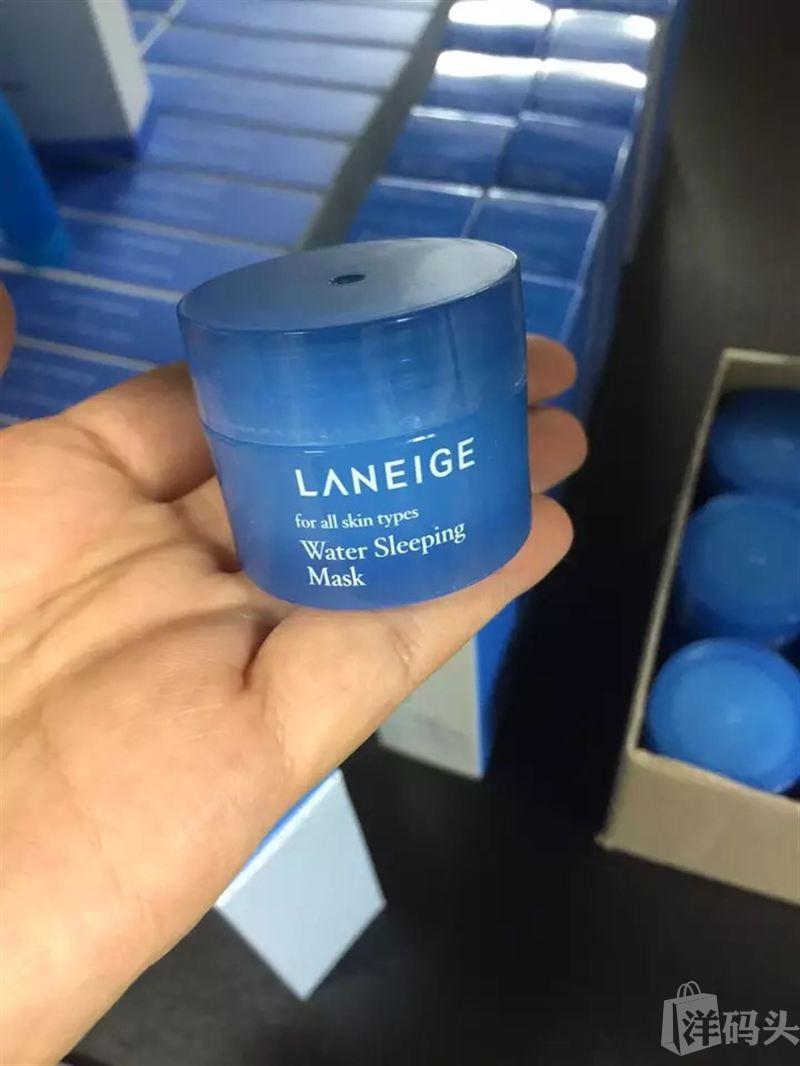 LANEIGE
for all skin types
Water Sleeping
Mask
洋码头